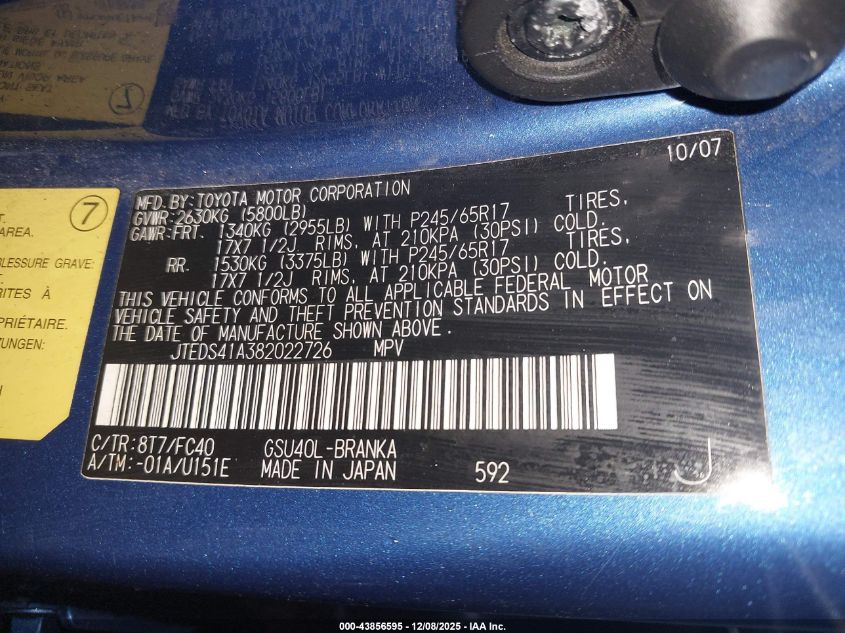 10/07
MFD. BY: TOYOTA MOTOR CORPORATION
GVWR: 2630KG (5800LB)
GAWR: FRT. 1340KG (2955LB) WITH P245/65R17 TIRES,
17X7 1/2J RIMS, AT 210KPA (30PSI) COLD.
RR. 1530KG (3375LB) WITH P245/65R17 TIRES,
17X7 1/2J RIMS, AT 210KPA (30PSI) COLD.
THIS VEHICLE CONFORMS TO ALL APPLICABLE FEDERAL MOTOR
VEHICLE SAFETY AND THEFT PREVENTION STANDARDS IN EFFECT ON
THE DATE OF MANUFACTURE SHOWN ABOVE.
JTEDS41A382022726 MPV
C/TR: 8T7/FC40 GSU40L-BRANKA
A/TM: -01A/U151E MADE IN JAPAN 592 J
7
AREA.
BLESSURE GRAVE:
RITES À
PRIÉTAIRE.
ZUNGEN:
000-43856595 - 12/08/2025 - IAA Inc.